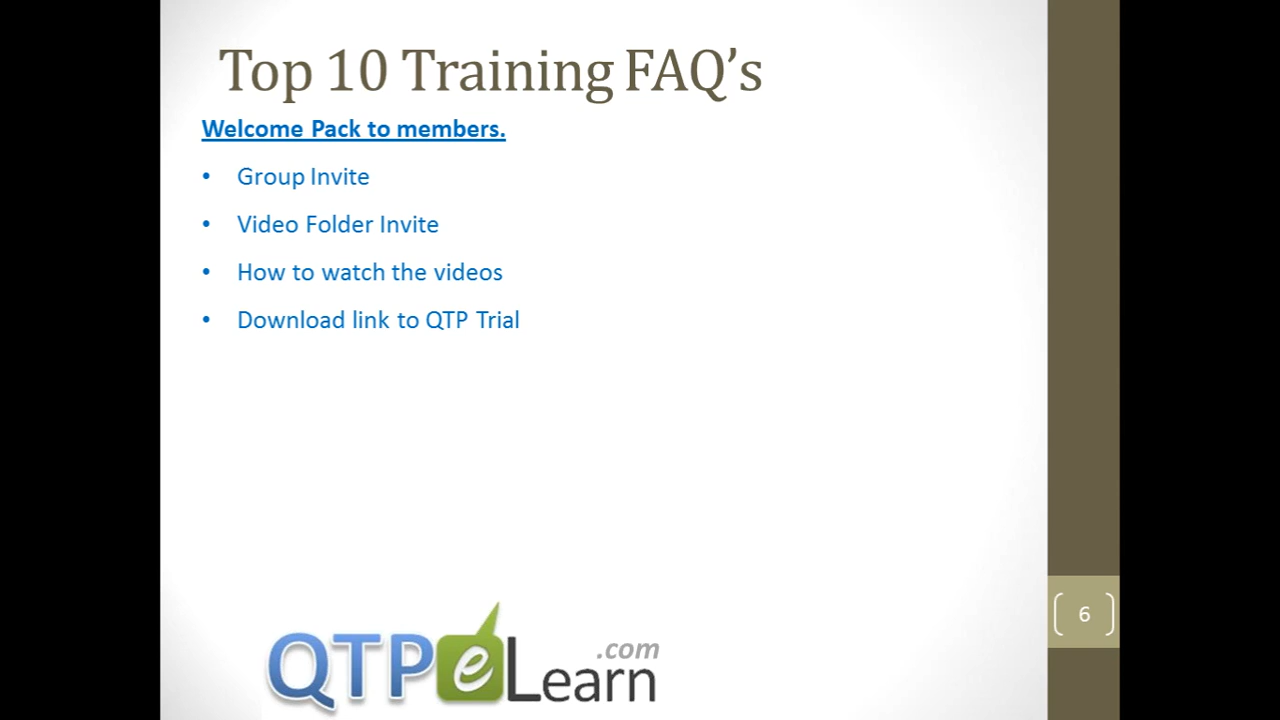 Top 10 Training FAQ’s
Welcome Pack to members.
• Group Invite
• Video Folder Invite
• How to watch the videos
• Download link to QTP Trial
6
QTPeLearn.com